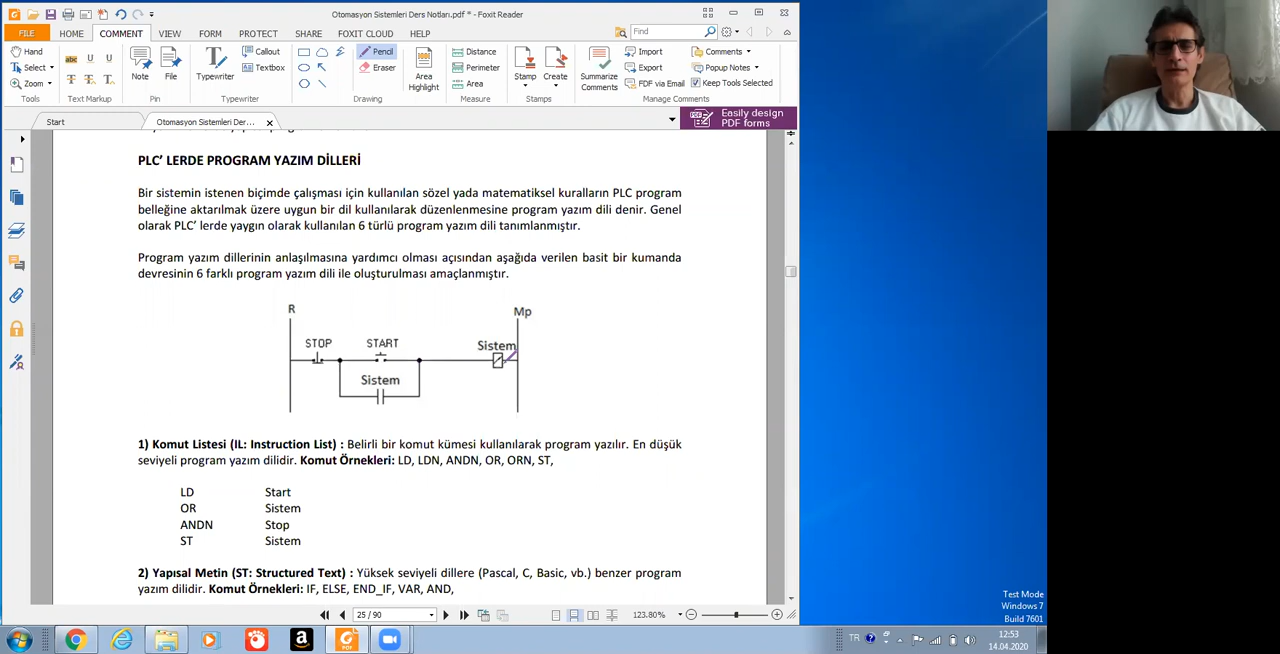 Otomasyon Sistemleri Ders Notları.pdf * - Foxit Reader
FILE HOME COMMENT VIEW FORM PROTECT SHARE FOXIT CLOUD HELP Find
Hand Callout Pencil Distance Import Comments
Select Note File Typewriter Textbox Eraser Area Highlight Perimeter Stamp Create Summarize Comments Export Popup Notes
Zoom Area FDF via Email Keep Tools Selected
Tools Text Markup Pin Typewriter Drawing Measure Stamps Manage Comments
Start Otomasyon Sistemleri Der... Easily design PDF forms
PLC’ LERDE PROGRAM YAZIM DİLLERİ
Bir sistemin istenen biçimde çalışması için kullanılan sözel yada matematiksel kuralların PLC program
belleğine aktarılmak üzere uygun bir dil kullanılarak düzenlenmesine program yazım dili denir. Genel
olarak PLC’ lerde yaygın olarak kullanılan 6 türlü program yazım dili tanımlanmıştır.
Program yazım dillerinin anlaşılmasına yardımcı olması açısından aşağıda verilen basit bir kumanda
devresinin 6 farklı program yazım dili ile oluşturulması amaçlanmıştır.
R Mp
STOP START Sistem
Sistem
1) Komut Listesi (IL: Instruction List) : Belirli bir komut kümesi kullanılarak program yazılır. En düşük
seviyeli program yazım dilidir. Komut Örnekleri: LD, LDN, ANDN, OR, ORN, ST,
LD Start
OR Sistem
ANDN Stop
ST Sistem
2) Yapısal Metin (ST: Structured Text) : Yüksek seviyeli dillere (Pascal, C, Basic, vb.) benzer program
yazım dilidir. Komut Örnekleri: IF, ELSE, END_IF, VAR, AND,
25 / 90 123.80%
Test Mode
Windows 7
Build 7601
TR 12:53
14.04.2020